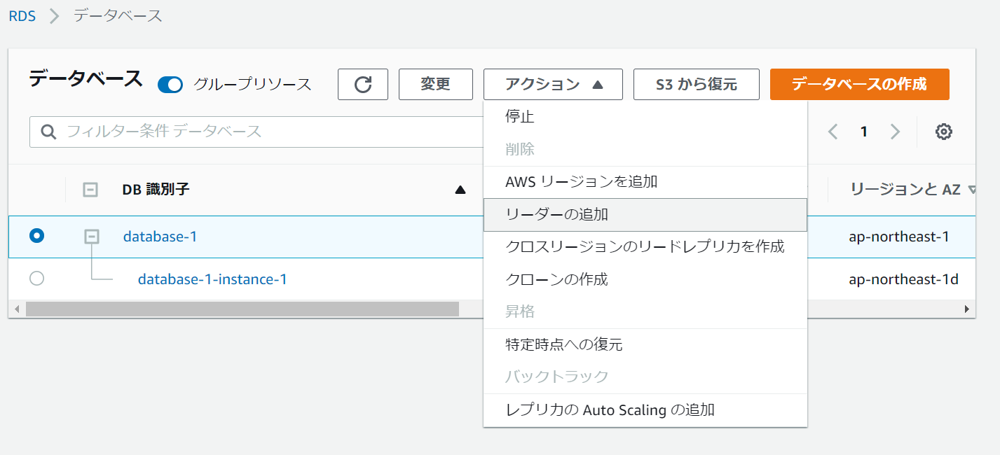 RDS > データベース
データベース グループリソース 変更 アクション ▲ S3 から復元 データベースの作成
フィルター条件 データベース
1
停止
削除
AWS リージョンを追加
リーダーの追加
クロスリージョンのリードレプリカを作成
クローンの作成
昇格
特定時点への復元
バックトラック
レプリカの Auto Scaling の追加
DB 識別子 ▲ リージョンと AZ
database-1 ap-northeast-1
database-1-instance-1 ap-northeast-1d